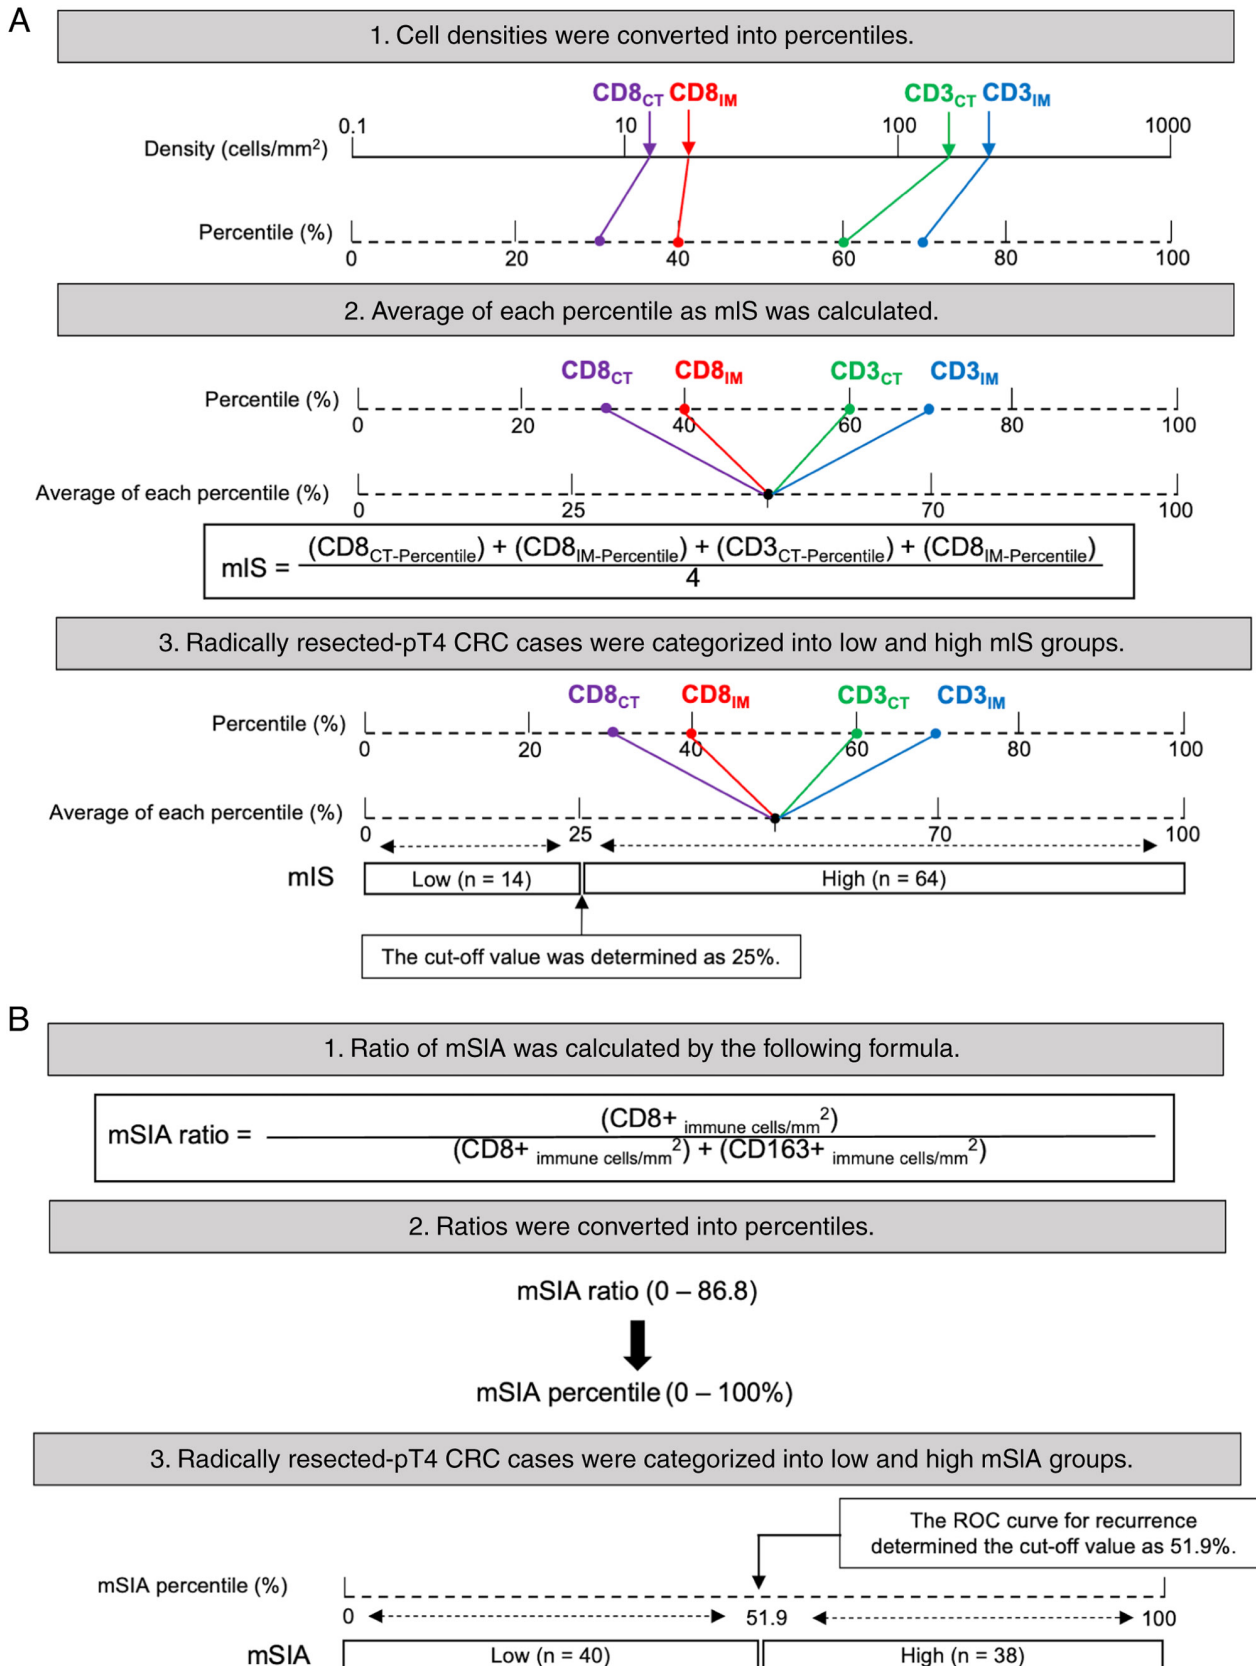 A
1. Cell densities were converted into percentiles.
CD8CT CD8IM CD3CT CD3IM
0.1 10 100 1000
Density (cells/mm²)
Percentile (%)
0 20 40 60 80 100
2. Average of each percentile as mIS was calculated.
CD8CT CD8IM CD3CT CD3IM
Percentile (%)
0 20 40 60 80 100
Average of each percentile (%)
0 25 70 100
(CD8CT-Percentile) + (CD8IM-Percentile) + (CD3CT-Percentile) + (CD8IM-Percentile)
mIS =
4
3. Radically resected-pT4 CRC cases were categorized into low and high mIS groups.
CD8CT CD8IM CD3CT CD3IM
Percentile (%)
0 20 40 60 80 100
Average of each percentile (%)
0 25 70 100
mIS Low (n = 14) High (n = 64)
The cut-off value was determined as 25%.
B
1. Ratio of mSIA was calculated by the following formula.
(CD8+ immune cells/mm²)
mSIA ratio =
(CD8+ immune cells/mm²) + (CD163+ immune cells/mm²)
2. Ratios were converted into percentiles.
mSIA ratio (0 – 86.8)
mSIA percentile (0 – 100%)
3. Radically resected-pT4 CRC cases were categorized into low and high mSIA groups.
The ROC curve for recurrence
determined the cut-off value as 51.9%.
mSIA percentile (%)
0 51.9 100
mSIA Low (n = 40) High (n = 38)